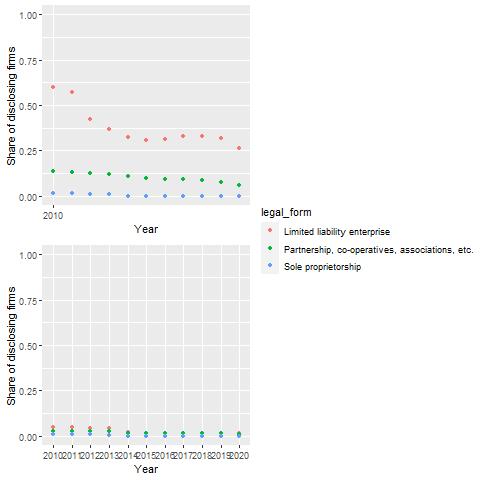 1.00
0.75
0.50
0.25
0.00
Share of disclosing firms
2010
Year
legal_form
Limited liability enterprise
Partnership, co-operatives, associations, etc.
Sole proprietorship
1.00
0.75
0.50
0.25
0.00
Share of disclosing firms
2010 2011 2012 2013 2014 2015 2016 2017 2018 2019 2020
Year